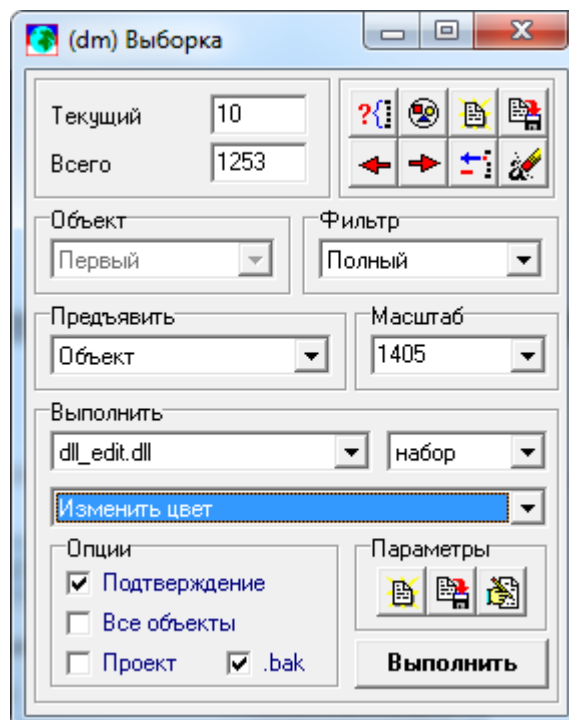 (dm) Выборка
Текущий 10
Всего 1253
Объект
Первый
Фильтр
Полный
Предъявить
Объект
Масштаб
1405
Выполнить
dll_edit.dll набор
Изменить цвет
Опции
Подтверждение
Все объекты
Проект .bak
Параметры
Выполнить